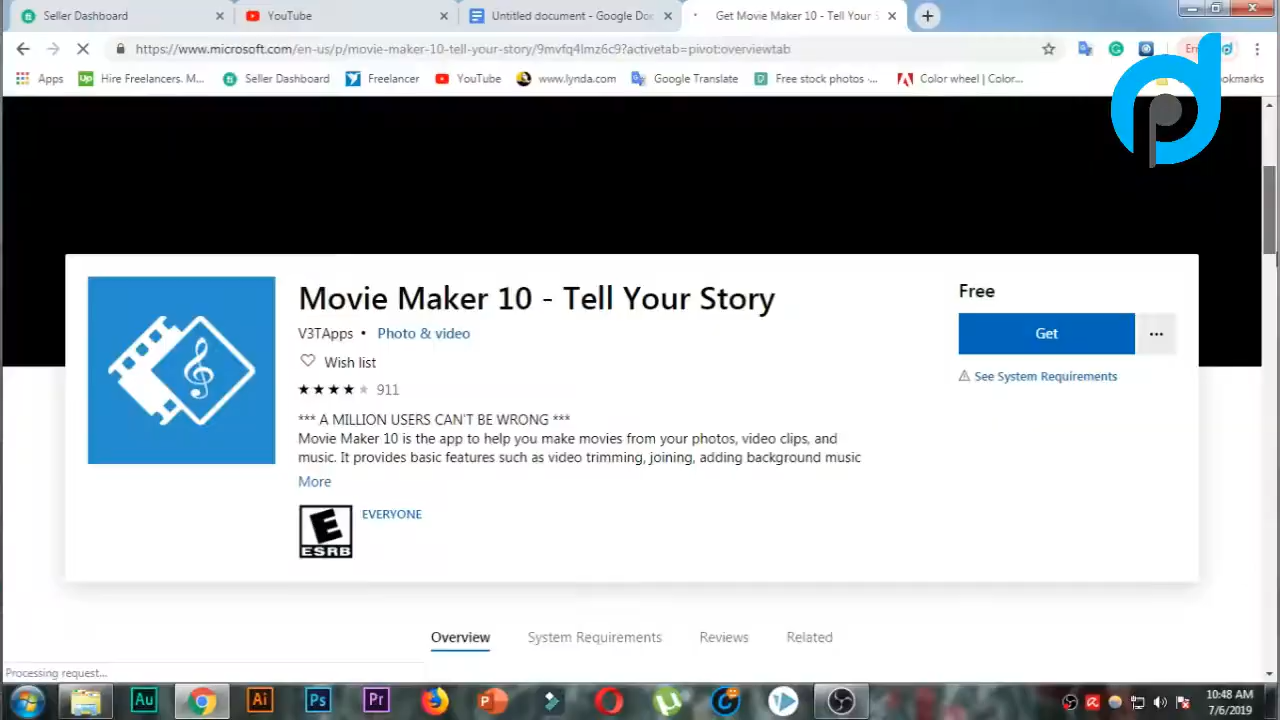 Seller Dashboard
YouTube
Untitled document - Google Doc
Get Movie Maker 10 - Tell Your S
https://www.microsoft.com/en-us/p/movie-maker-10-tell-your-story/9mvfq4lmz6c9?activetab=pivot:overviewtab
Apps
Up
Hire Freelancers. M...
Seller Dashboard
Freelancer
YouTube
www.lynda.com
Google Translate
Free stock photos -...
Color wheel | Color...
Movie Maker 10 - Tell Your Story
V3TApps • Photo & video
Wish list
911
*** A MILLION USERS CAN'T BE WRONG ***
Movie Maker 10 is the app to help you make movies from your photos, video clips, and
music. It provides basic features such as video trimming, joining, adding background music
More
E
ESRB
EVERYONE
Free
Get
See System Requirements
Overview
System Requirements
Reviews
Related
Processing request...
Au
Ai
Ps
Pr
10:48 AM
7/6/2019